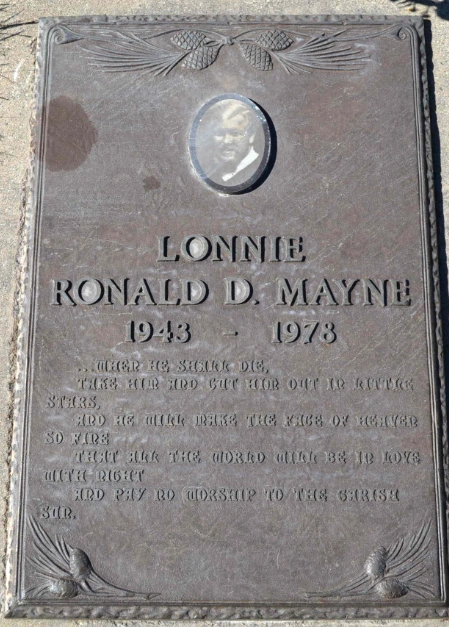 LONNIE
RONALD D. MAYNE
1943 - 1978
...WHEN HE SHALL DIE,
TAKE HIM AND CUT HIM OUT IN LITTLE
STARS,
AND HE WILL MAKE THE FACE OF HEAVEN
SO FINE
THAT ALL THE WORLD WILL BE IN LOVE
WITH NIGHT
AND PAY NO WORSHIP TO THE GARISH
SUN.